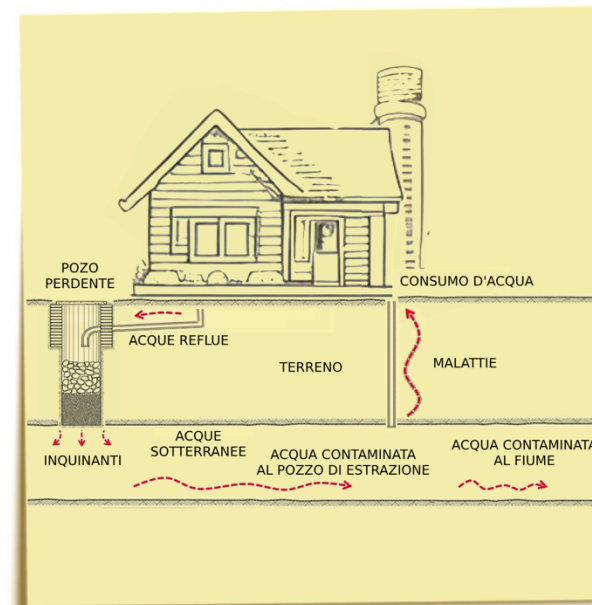 POZO
PERDENTE
CONSUMO D'ACQUA
ACQUE REFLUE
TERRENO
MALATTIE
INQUINANTI
ACQUE
SOTTERRANEE
ACQUA CONTAMINATA
AL POZZO DI ESTRAZIONE
ACQUA CONTAMINATA
AL FIUME